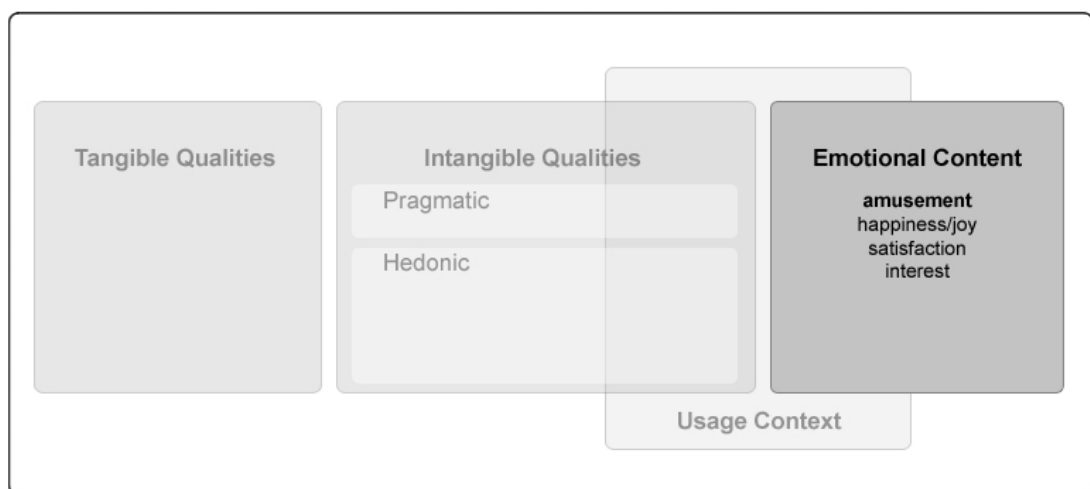 Tangible Qualities
Intangible Qualities
Pragmatic
Hedonic
Emotional Content
amusement
happiness/joy
satisfaction
interest
Usage Context